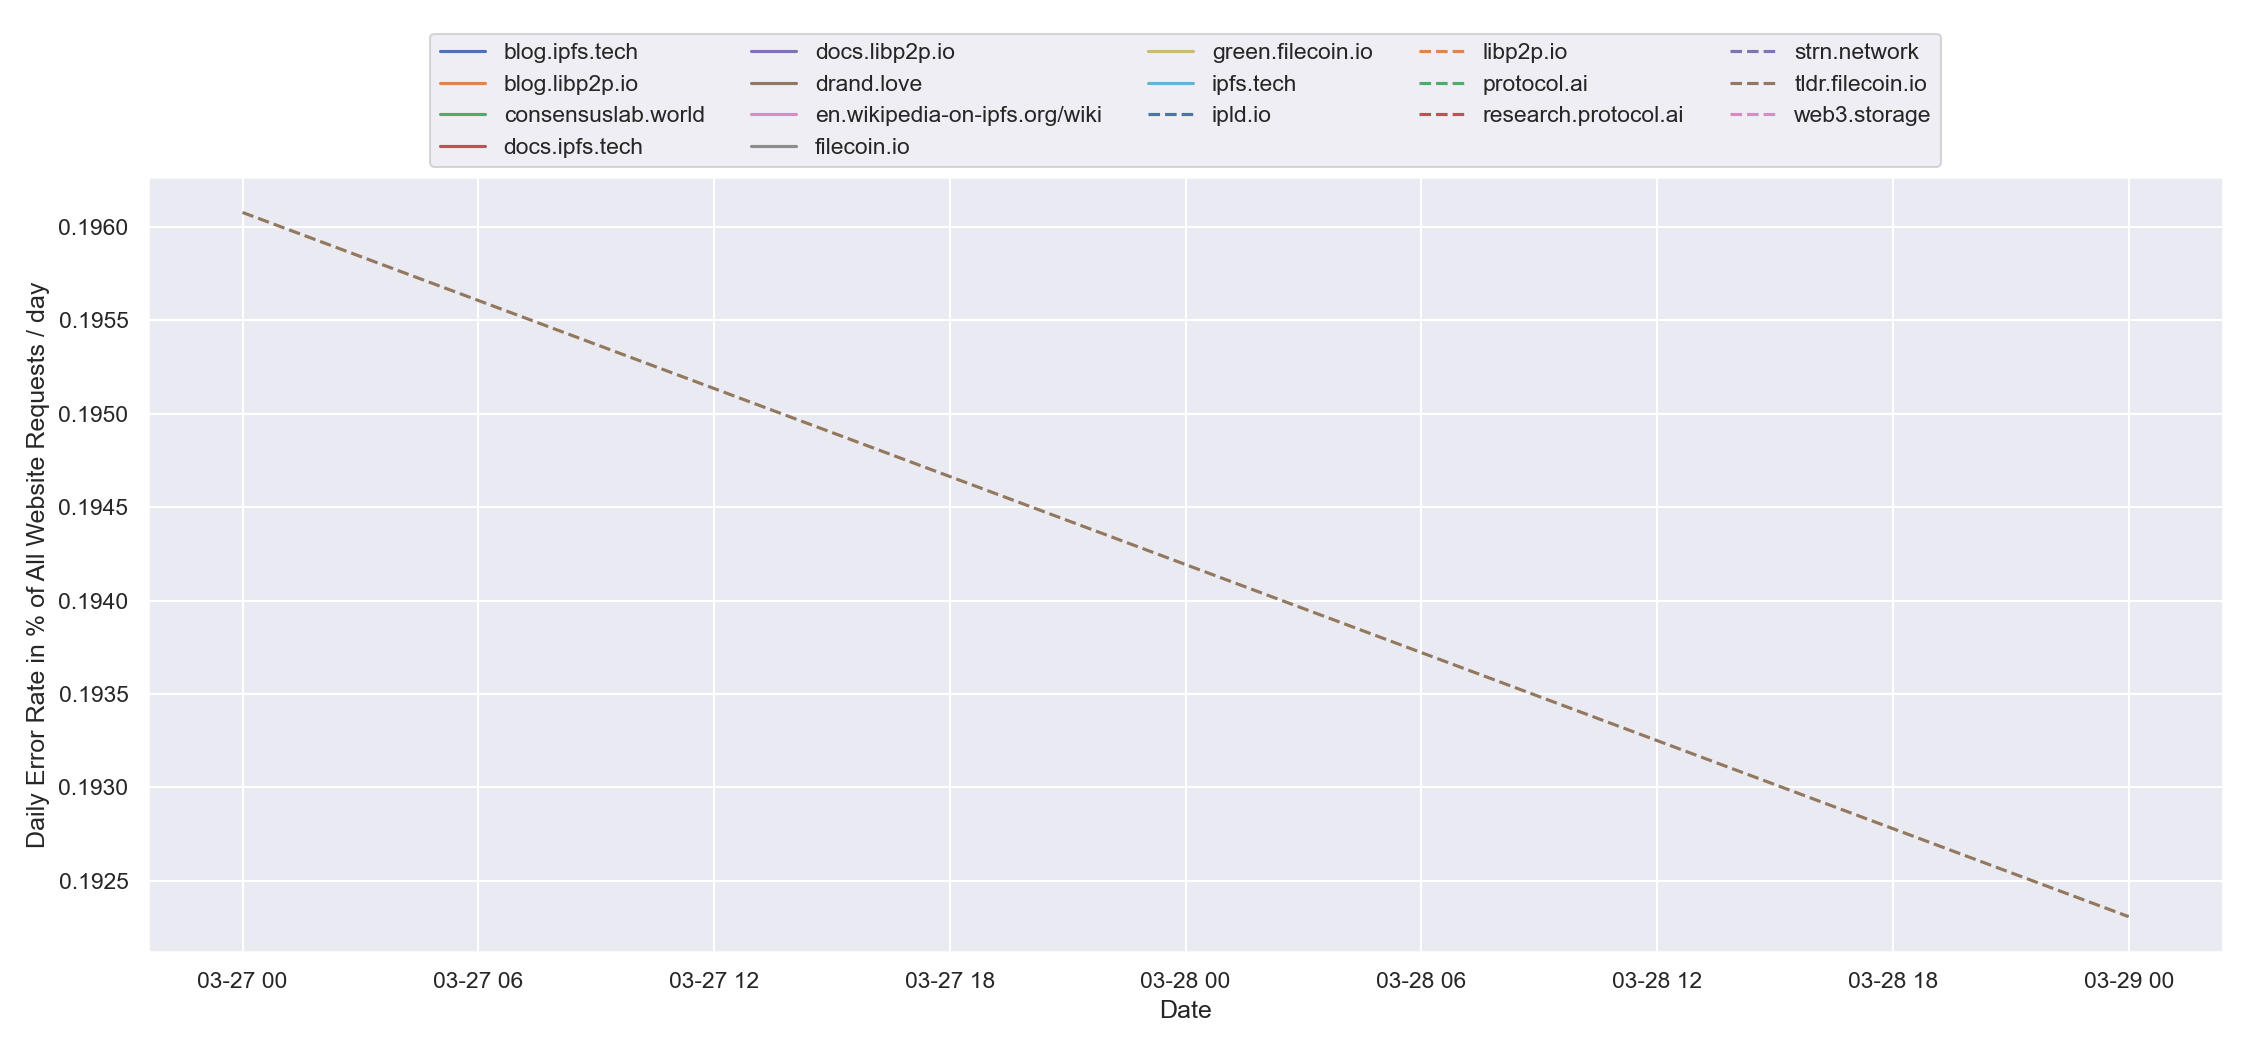 blog.ipfs.tech
blog.libp2p.io
consensuslab.world
docs.ipfs.tech
docs.libp2p.io
drand.love
en.wikipedia-on-ipfs.org/wiki
filecoin.io
green.filecoin.io
ipfs.tech
ipld.io
libp2p.io
protocol.ai
research.protocol.ai
strn.network
tldr.filecoin.io
web3.storage
Daily Error Rate in % of All Website Requests / day
0.1960
0.1955
0.1950
0.1945
0.1940
0.1935
0.1930
0.1925
03-27 00
03-27 06
03-27 12
03-27 18
03-28 00
03-28 06
03-28 12
03-28 18
03-29 00
Date